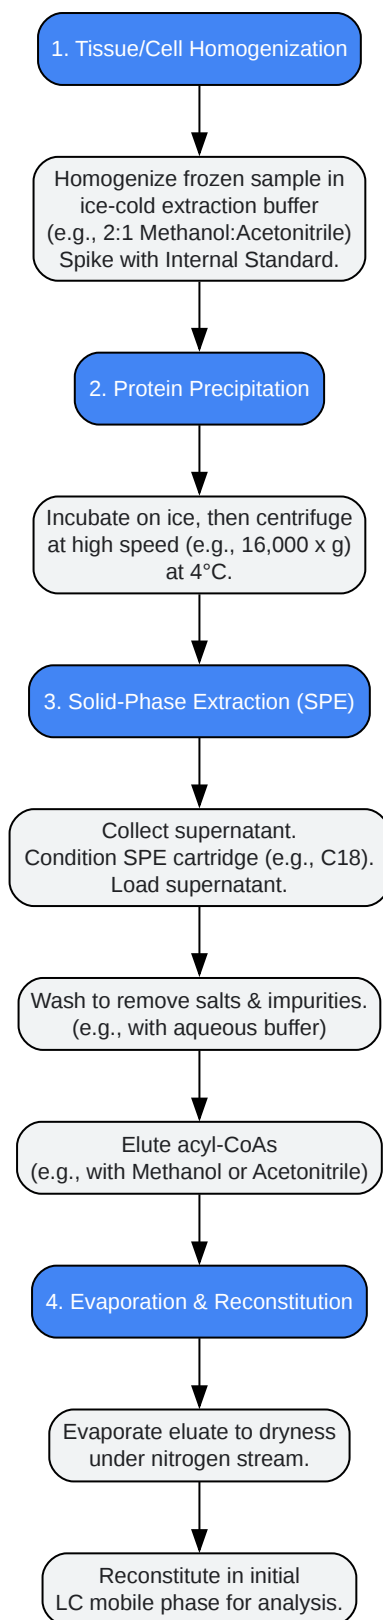 1. Tissue/Cell Homogenization
Homogenize frozen sample in
ice-cold extraction buffer
(e.g., 2:1 Methanol:Acetonitrile)
Spike with Internal Standard.
2. Protein Precipitation
Incubate on ice, then centrifuge
at high speed (e.g., 16,000 x g)
at 4°C.
3. Solid-Phase Extraction (SPE)
Collect supernatant.
Condition SPE cartridge (e.g., C18).
Load supernatant.
Wash to remove salts & impurities.
(e.g., with aqueous buffer)
Elute acyl-CoAs
(e.g., with Methanol or Acetonitrile)
4. Evaporation & Reconstitution
Evaporate eluate to dryness
under nitrogen stream.
Reconstitute in initial
LC mobile phase for analysis.